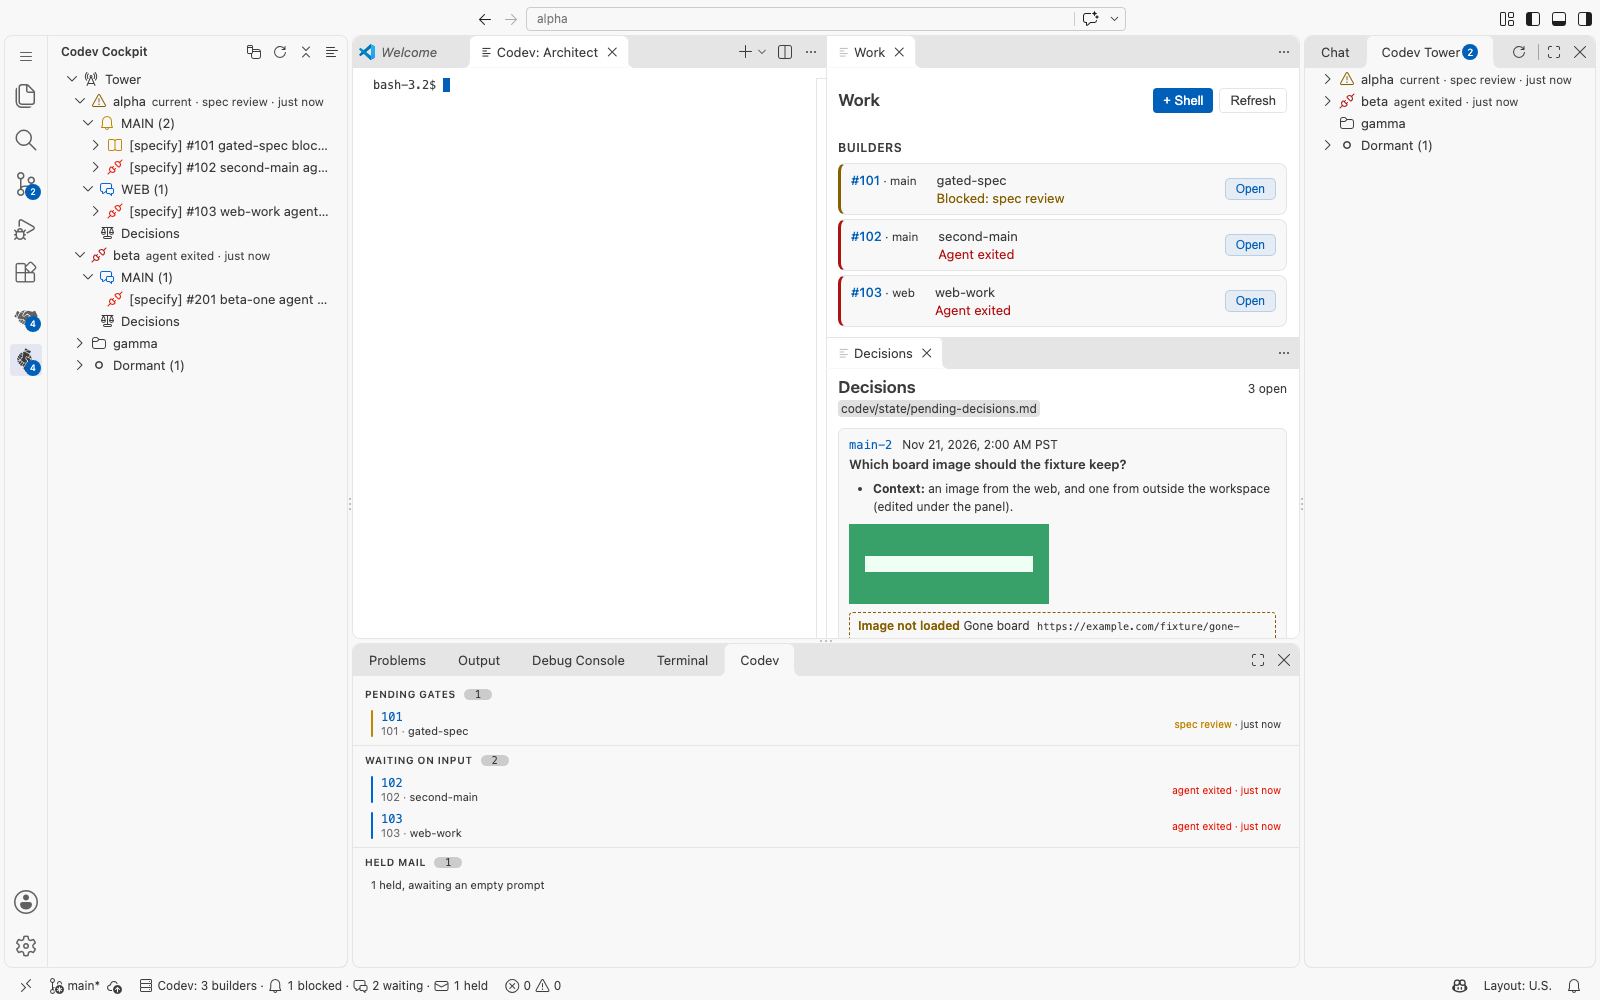 alpha
Codev Cockpit
Tower
alpha current · spec review · just now
MAIN (2)
[specify] #101 gated-spec bloc...
[specify] #102 second-main ag...
WEB (1)
[specify] #103 web-work agent...
Decisions
beta agent exited · just now
MAIN (1)
[specify] #201 beta-one agent ...
Decisions
gamma
Dormant (1)
2
4
4
Welcome
Codev: Architect
bash-3.2$
Work
Work
+ Shell
Refresh
BUILDERS
#101 · main
gated-spec
Blocked: spec review
Open
#102 · main
second-main
Agent exited
Open
#103 · web
web-work
Agent exited
Open
Decisions
Decisions
3 open
codev/state/pending-decisions.md
main-2 Nov 21, 2026, 2:00 AM PST
Which board image should the fixture keep?
• Context: an image from the web, and one from outside the workspace
(edited under the panel).
Image not loaded Gone board https://example.com/fixture/gone-
Chat
Codev Tower 2
alpha current · spec review · just now
beta agent exited · just now
gamma
Dormant (1)
Problems
Output
Debug Console
Terminal
Codev
PENDING GATES 1
101
101 · gated-spec
spec review · just now
WAITING ON INPUT 2
102
102 · second-main
agent exited · just now
103
103 · web-work
agent exited · just now
HELD MAIL 1
1 held, awaiting an empty prompt
main*
Codev: 3 builders · 1 blocked · 2 waiting · 1 held
0 0
Layout: U.S.